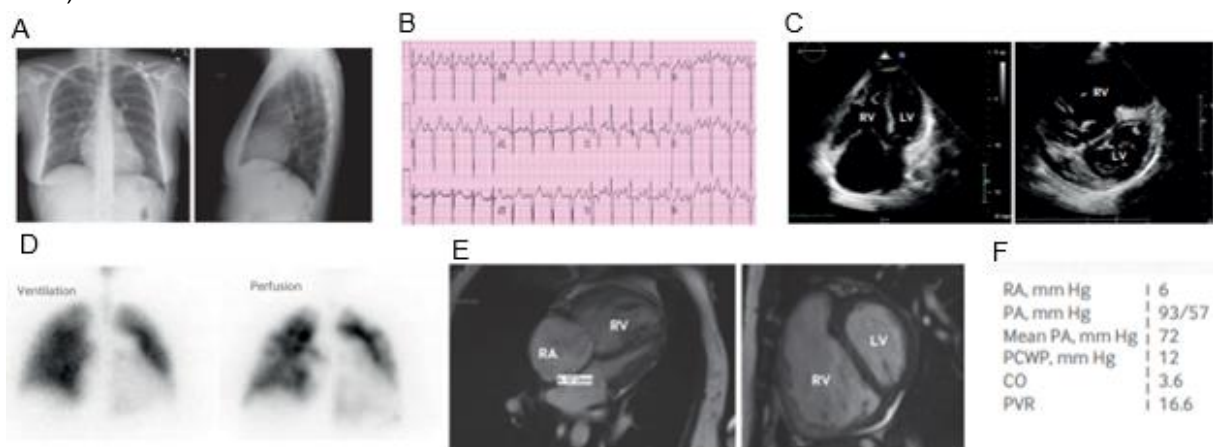 A
B
C
RV
LV
RV
LV
D
Ventilation
Perfusion
E
RA
RV
RV
LV
F
RA, mm Hg 6
PA, mm Hg 93/57
Mean PA, mm Hg 72
PCWP, mm Hg 12
CO 3.6
PVR 16.6